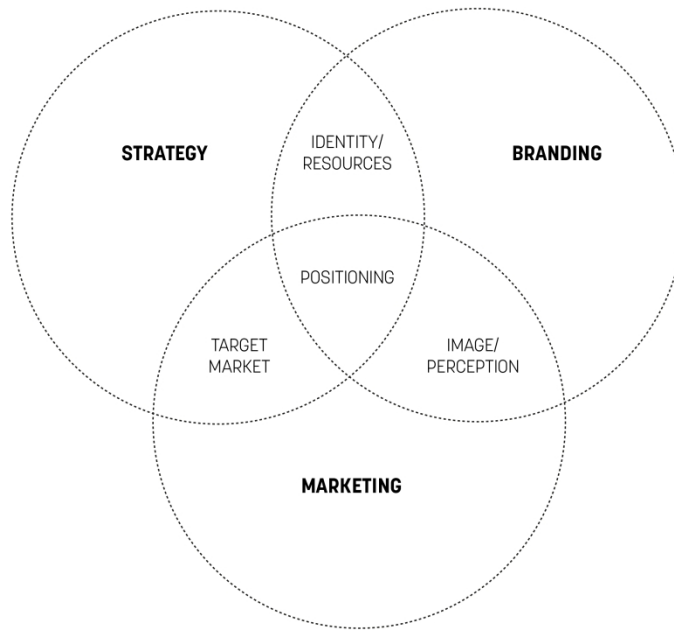 IDENTITY/
RESOURCES
STRATEGY
BRANDING
POSITIONING
TARGET
MARKET
IMAGE/
PERCEPTION
MARKETING